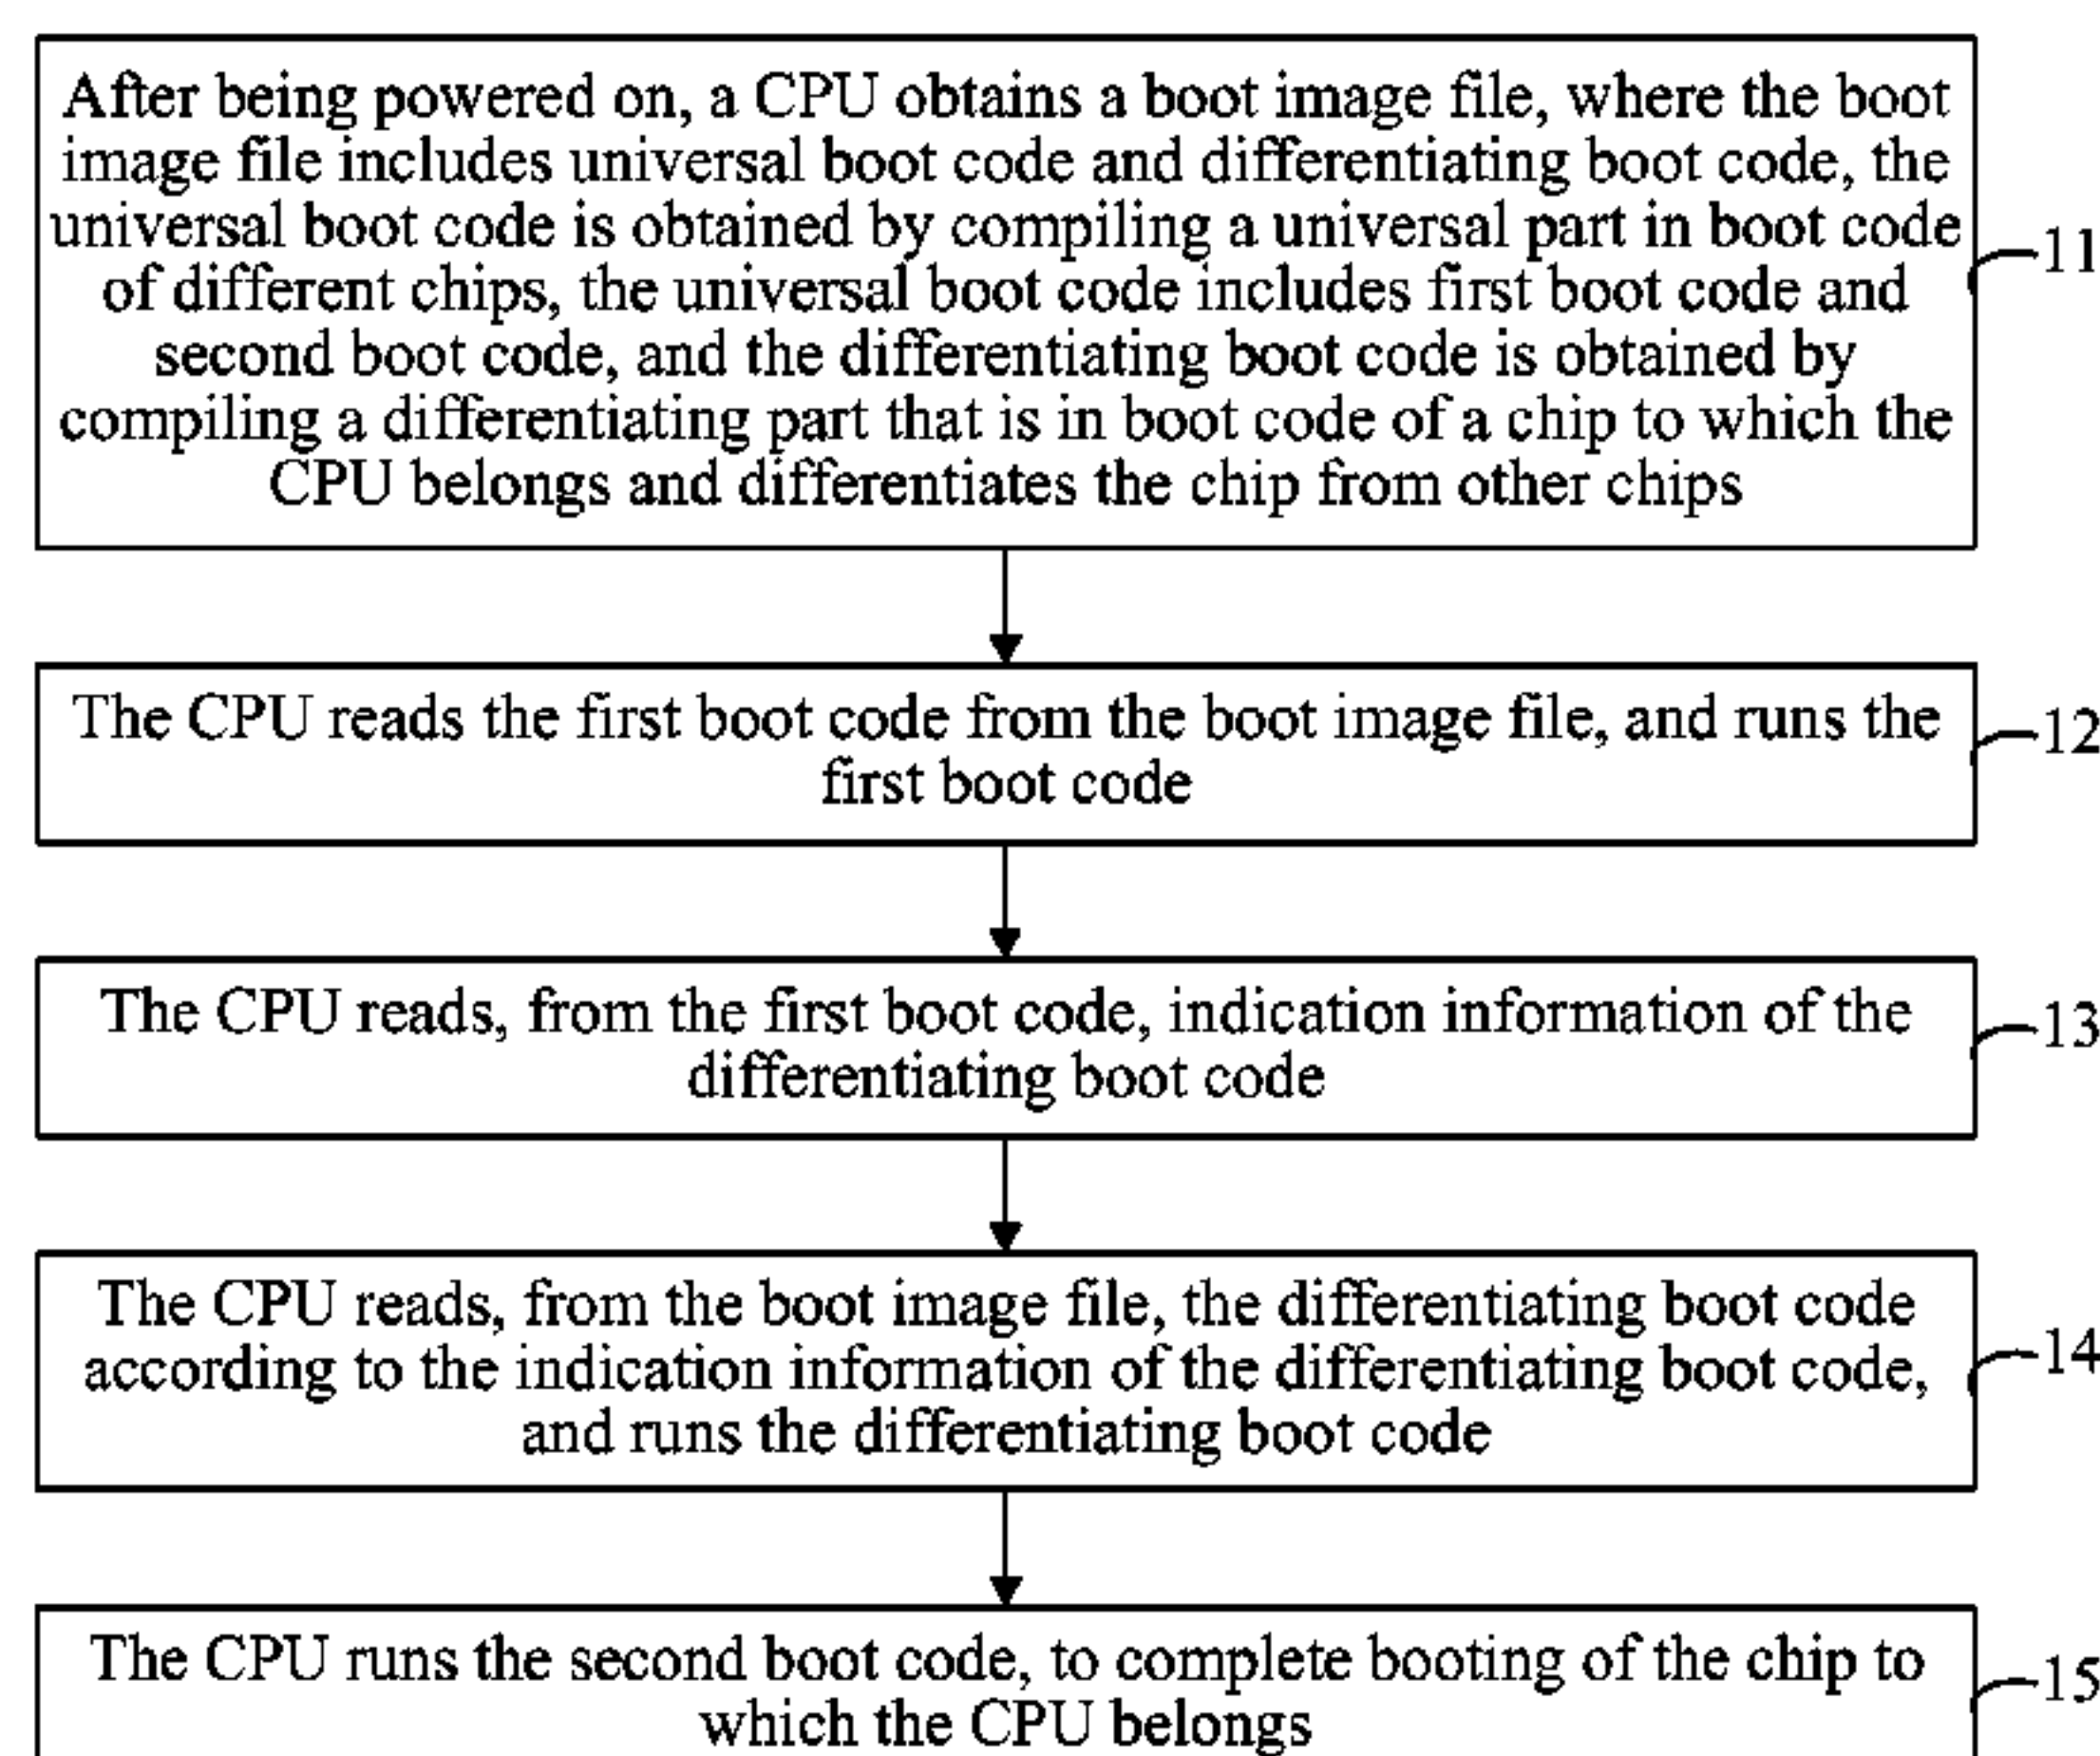 After being powered on, a CPU obtains a boot image file, where the boot
image file includes universal boot code and differentiating boot code, the
universal boot code is obtained by compiling a universal part in boot code
of different chips, the universal boot code includes first boot code and
second boot code, and the differentiating boot code is obtained by
compiling a differentiating part that is in boot code of a chip to which the
CPU belongs and differentiates the chip from other chips
11
The CPU reads the first boot code from the boot image file, and runs the
first boot code
12
The CPU reads, from the first boot code, indication information of the
differentiating boot code
13
The CPU reads, from the boot image file, the differentiating boot code
according to the indication information of the differentiating boot code,
and runs the differentiating boot code
14
The CPU runs the second boot code, to complete booting of the chip to
which the CPU belongs
15